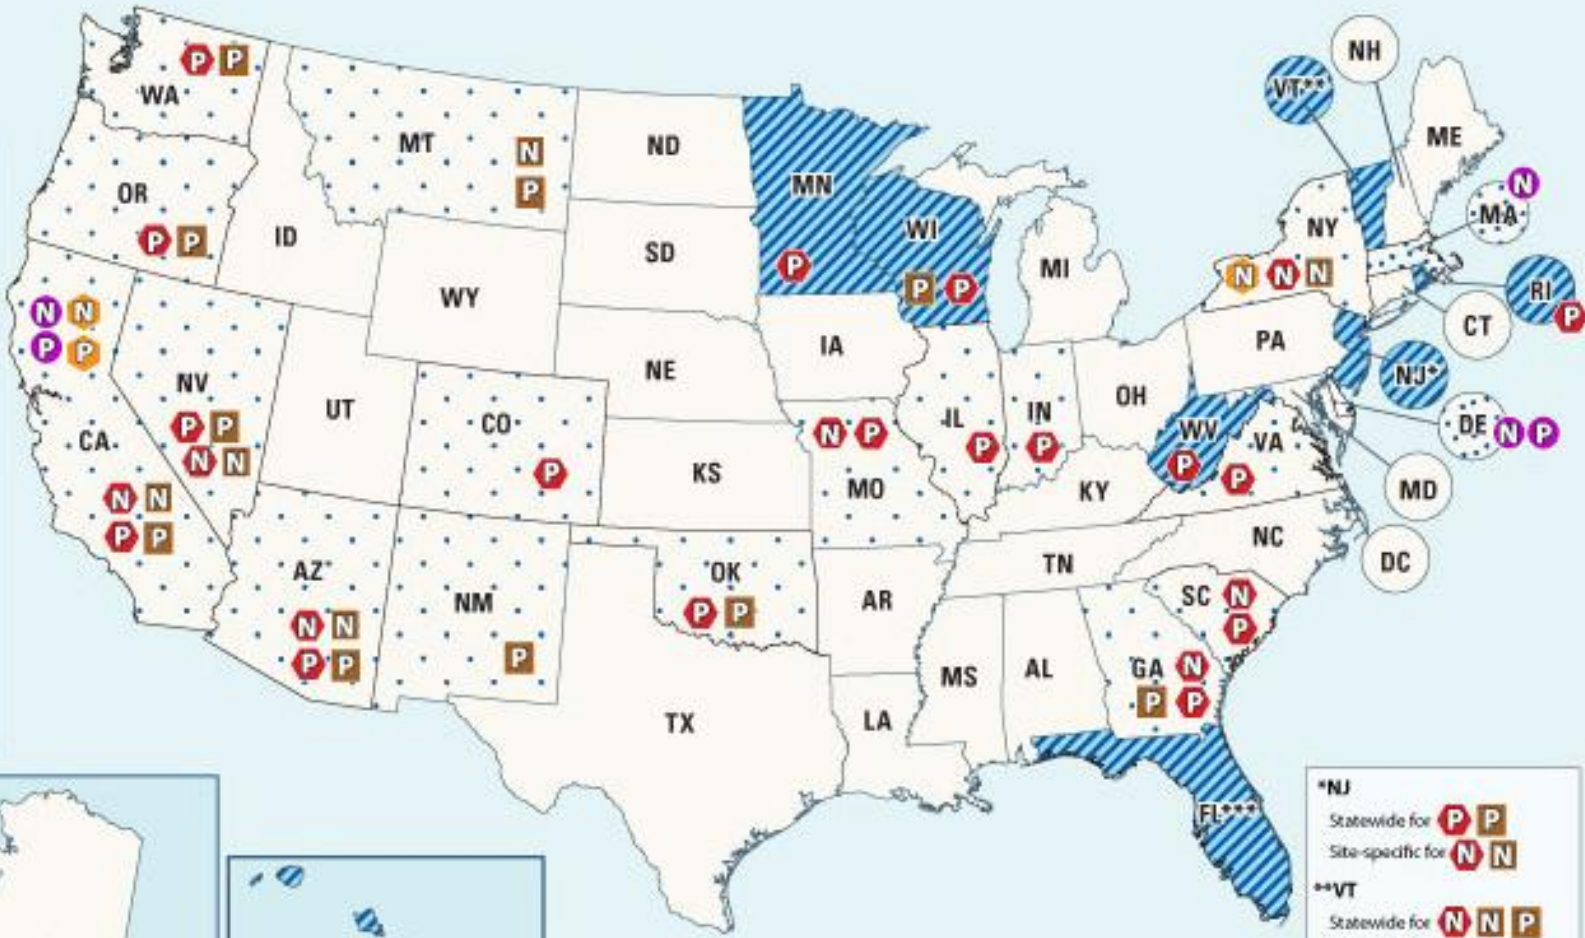 NH
VT**
P P
WA
ME
MT
N
ND
MN
N
MA
OR
P
NY
WI
ID
SD
P P
P
MI
N N N
RI
P
WY
P P
CT
N N
IA
PA
P P
NE
NV
NJ*
UT
OH
CO
IL
IN
DE N P
P P
N P
WV
VA
CA
P
P
N N
P
KS
P
P
MO
KY
MD
N N
P P
NC
DC
AZ
TN
OK
NM
AR
SC N
P P
N N
P
P
P P
MS
AL
GA N
P P
TX
LA
FL***
*NJ
Statewide for P P
Site-specific for N N
**VT
Statewide for N N P